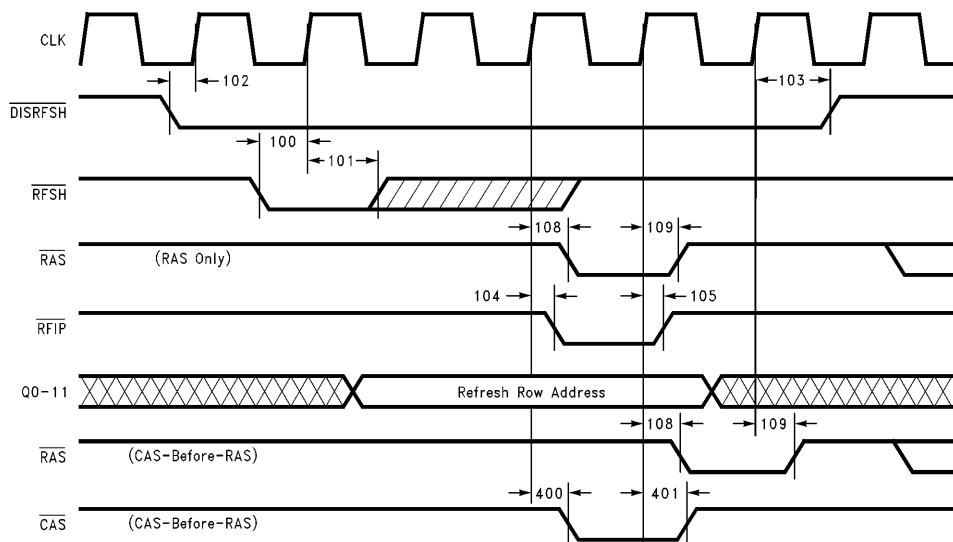 CLK
102
103
DISRFSH
100
101
RFSH
108
109
RAS
(RAS Only)
104
105
RFIP
Q0-11
Refresh Row Address
108
109
RAS
(CAS-Before-RAS)
400
401
CAS
(CAS-Before-RAS)